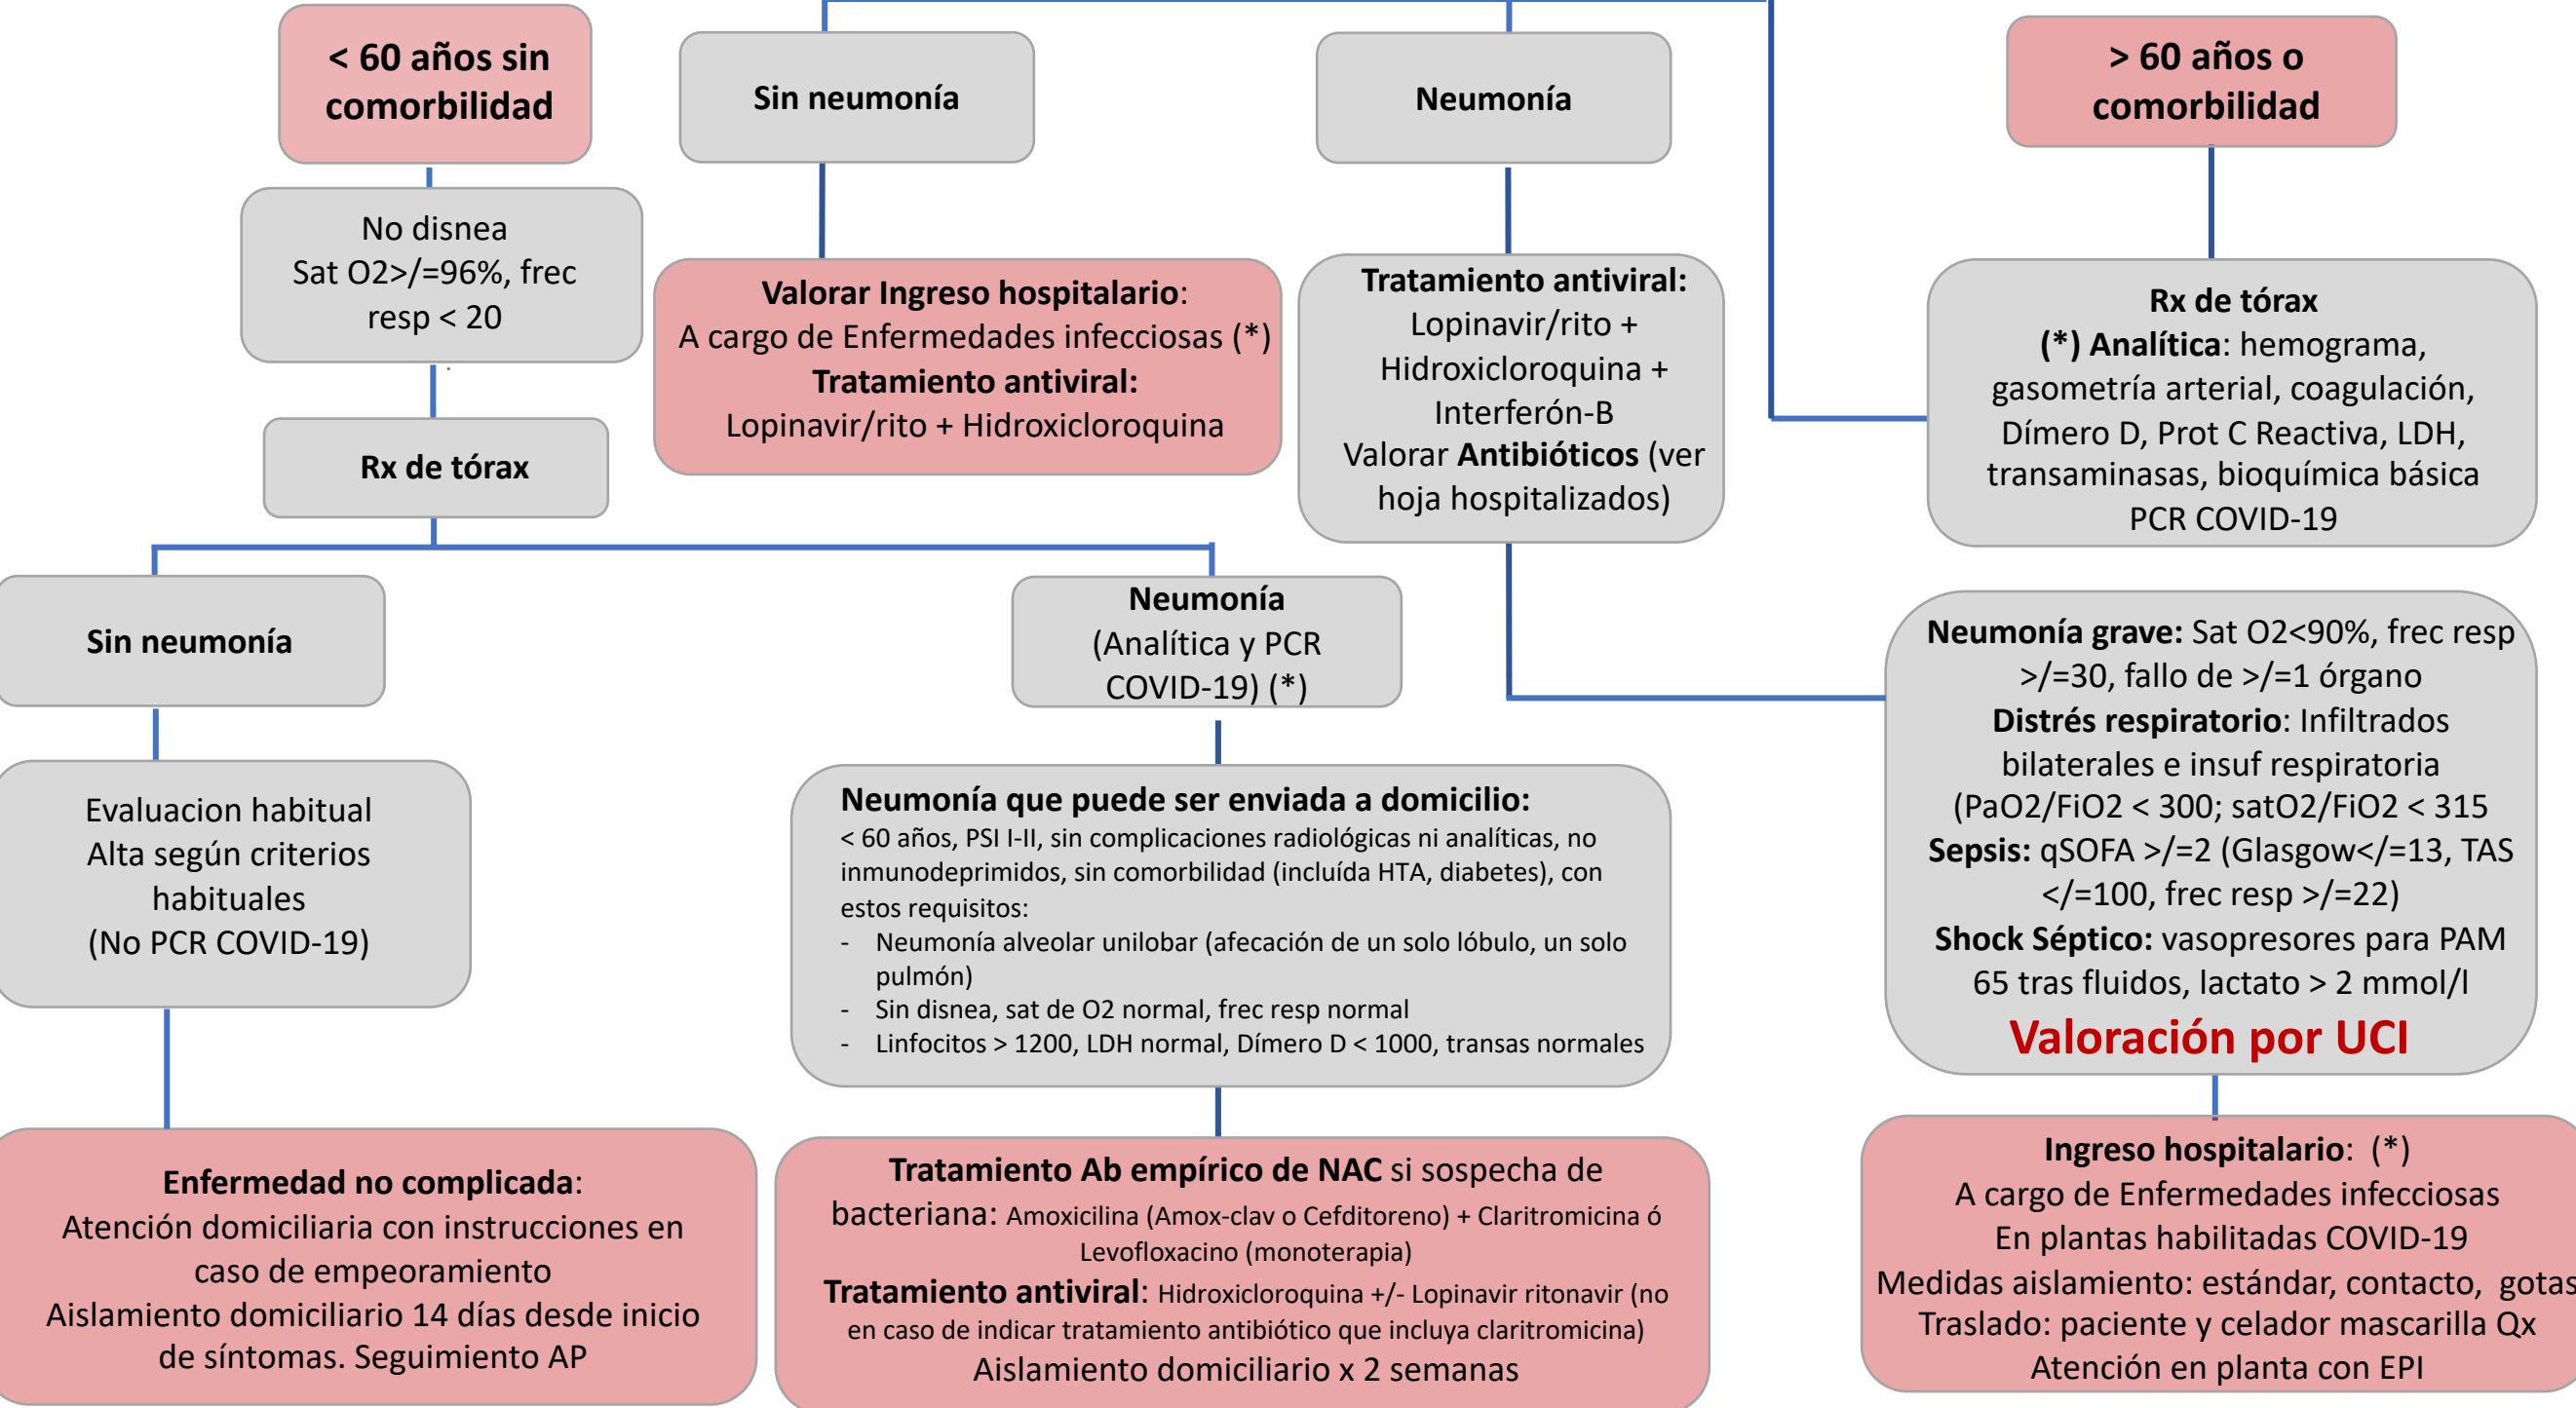 < 60 años sin
comorbilidad
Sin neumonía
Neumonía
> 60 años o
comorbilidad
No disnea
Sat O2>/=96%, frec
resp < 20
Valorar Ingreso hospitalario:
A cargo de Enfermedades infecciosas (*)
Tratamiento antiviral:
Lopinavir/rito + Hidroxicloroquina
Tratamiento antiviral:
Lopinavir/rito +
Hidroxicloroquina +
Interferón-B
Valorar Antibióticos (ver
hoja hospitalizados)
Rx de tórax
(*) Analítica: hemograma,
gasometría arterial, coagulación,
Dímero D, Prot C Reactiva, LDH,
transaminasas, bioquímica básica
PCR COVID-19
Rx de tórax
Sin neumonía
Neumonía
(Analítica y PCR
COVID-19) (*)
Neumonía grave: Sat O2<90%, frec resp
>/=30, fallo de >/=1 órgano
Distrés respiratorio: Infiltrados
bilaterales e insuf respiratoria
(PaO2/FiO2 < 300; satO2/FiO2 < 315
Sepsis: qSOFA >/=2 (Glasgow</=13, TAS
</=100, frec resp >/=22)
Shock Séptico: vasopresores para PAM
65 tras fluidos, lactato > 2 mmol/l
Valoración por UCI
Evaluacion habitual
Alta según criterios
habituales
(No PCR COVID-19)
Neumonía que puede ser enviada a domicilio:
< 60 años, PSI I-II, sin complicaciones radiológicas ni analíticas, no
inmunodeprimidos, sin comorbilidad (incluída HTA, diabetes), con
estos requisitos:
- Neumonía alveolar unilobar (afecación de un solo lóbulo, un solo
pulmón)
- Sin disnea, sat de O2 normal, frec resp normal
- Linfocitos > 1200, LDH normal, Dímero D < 1000, transas normales
Enfermedad no complicada:
Atención domiciliaria con instrucciones en
caso de empeoramiento
Aislamiento domiciliario 14 días desde inicio
de síntomas. Seguimiento AP
Tratamiento Ab empírico de NAC si sospecha de
bacteriana: Amoxicilina (Amox-clav o Cefditoreno) + Claritromicina ó
Levofloxacino (monoterapia)
Tratamiento antiviral: Hidroxicloroquina +/- Lopinavir ritonavir (no
en caso de indicar tratamiento antibiótico que incluya claritromicina)
Aislamiento domiciliario x 2 semanas
Ingreso hospitalario: (*)
A cargo de Enfermedades infecciosas
En plantas habilitadas COVID-19
Medidas aislamiento: estándar, contacto, gotas
Traslado: paciente y celador mascarilla Qx
Atención en planta con EPI